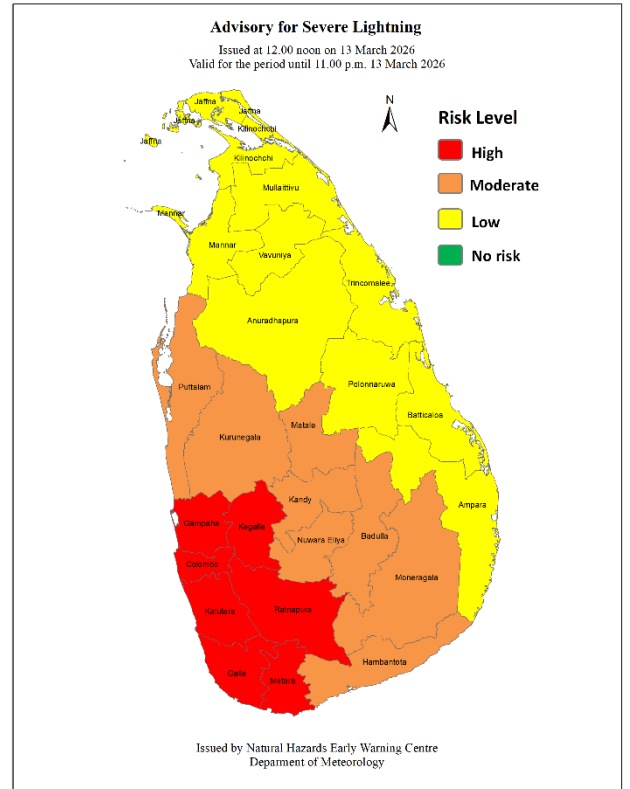 Advisory for Severe Lightning
Issued at 12.00 noon on 13 March 2026
Valid for the period until 11.00 p.m. 13 March 2026
N
Risk Level
High
Moderate
Low
No risk
Jaffna
Jaffna
Jaffna
Jaffna
Kilinochchi
Kilinochchi
Mullaittivu
Mannar
Mannar
Vavuniya
Trincomalee
Anuradhapura
Puttalam
Polonnaruwa
Batticaloa
Matale
Kurunegala
Kandy
Ampara
Gampaha
Kegalle
Nuwara Eliya
Badulla
Colombo
Moneragala
Kalutara
Ratnapura
Hambantota
Galle
Matara
Issued by Natural Hazards Early Warning Centre
Deparment of Meteorology